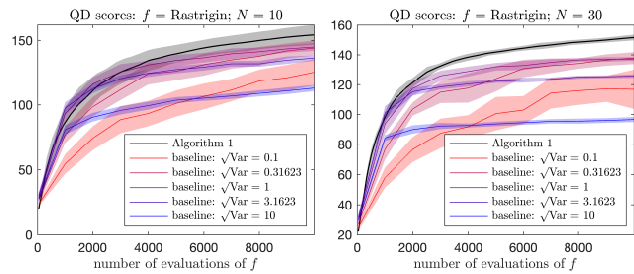 QD scores: f = Rastrigin; N = 10
150
100
50
0
2000
4000
6000
8000
number of evaluations of f
Algorithm 1
baseline: √Var = 0.1
baseline: √Var = 0.31623
baseline: √Var = 1
baseline: √Var = 3.1623
baseline: √Var = 10
QD scores: f = Rastrigin; N = 30
160
140
120
100
80
60
40
20
2000
4000
6000
8000
number of evaluations of f
Algorithm 1
baseline: √Var = 0.1
baseline: √Var = 0.31623
baseline: √Var = 1
baseline: √Var = 3.1623
baseline: √Var = 10